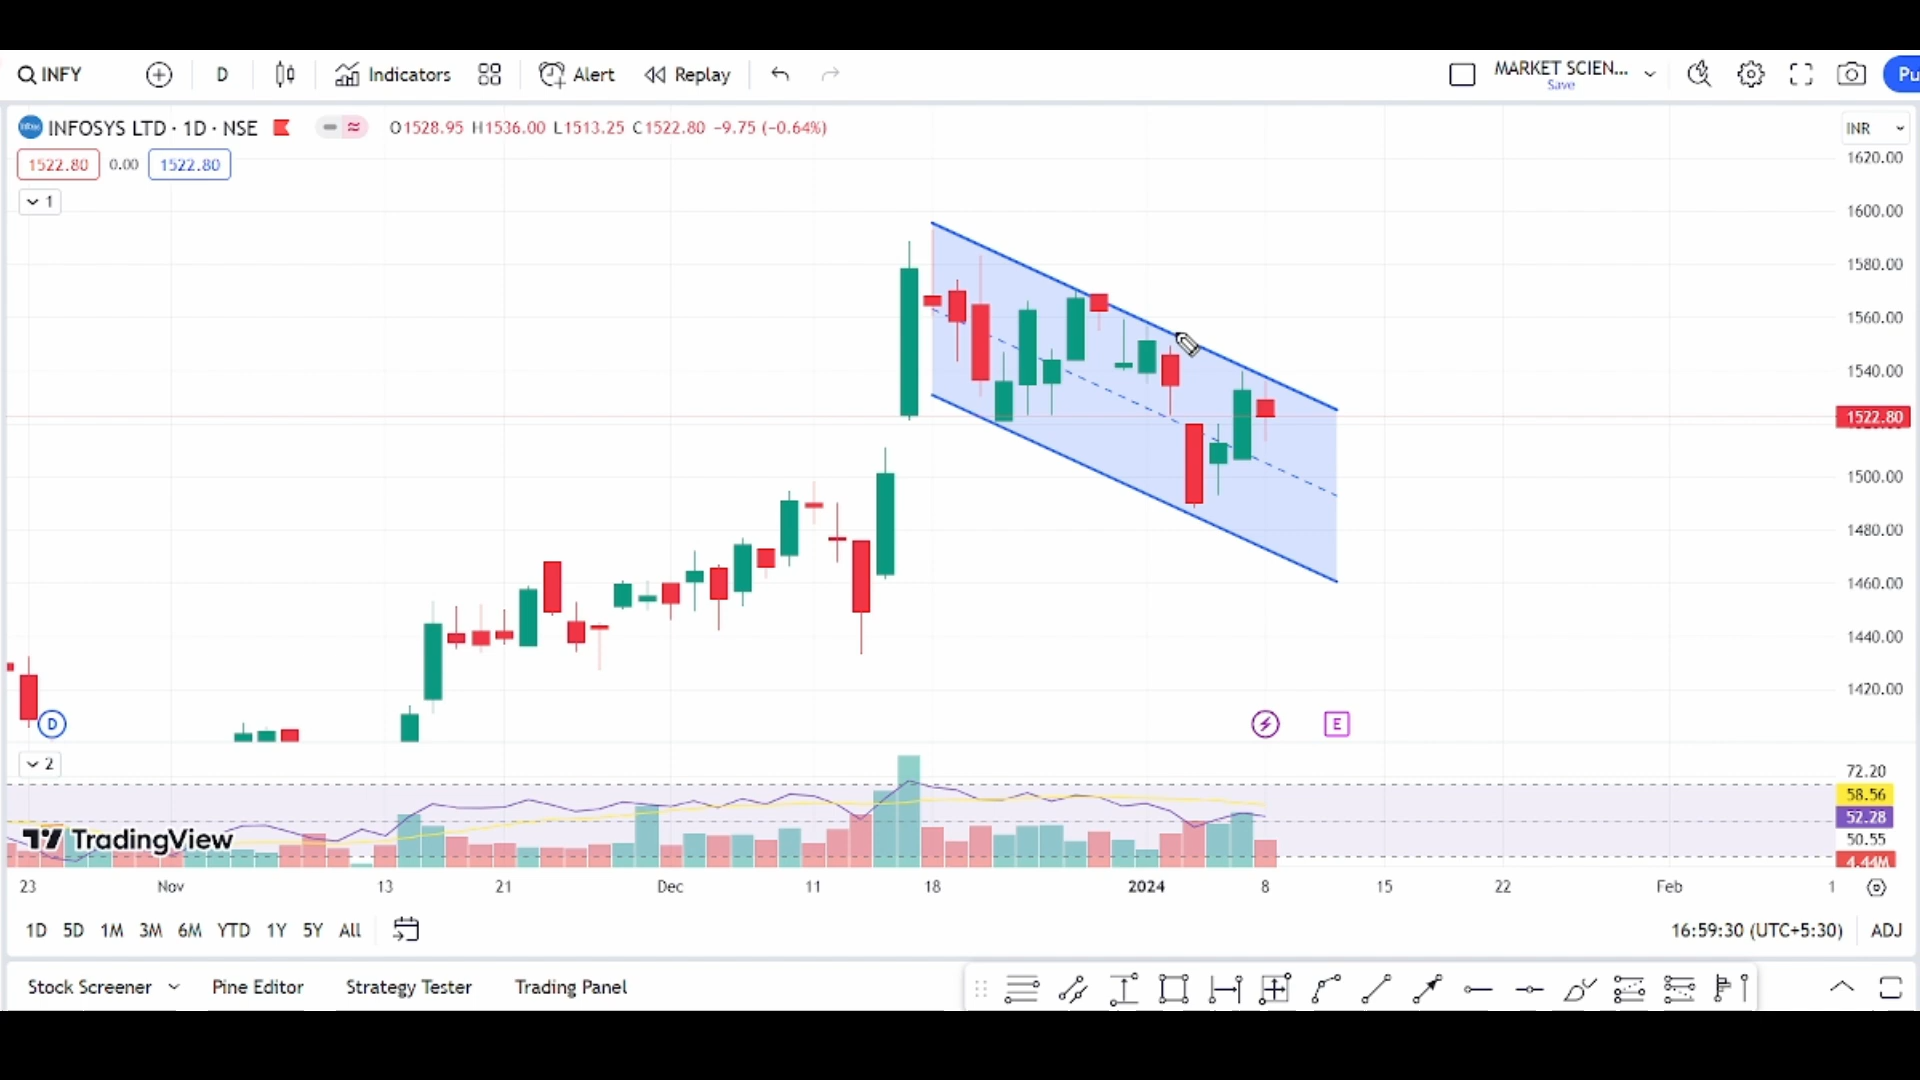 INFY
D
Indicators
Alert
Replay
MARKET SCIEN...
Save
Pu
INFOSYS LTD · 1D · NSE
O1528.95 H1536.00 L1513.25 C1522.80 −9.75 (−0.64%)
INR
1522.80 0.00 1522.80
1
1620.00
1600.00
1580.00
1560.00
1540.00
1522.80
1500.00
1480.00
1460.00
1440.00
1420.00
D
E
2
72.20
58.56
52.28
50.55
4.44M
TradingView
23 Nov 13 21 Dec 11 18 2024 8 15 22 Feb 1
1D 5D 1M 3M 6M YTD 1Y 5Y All
16:59:30 (UTC+5:30) ADJ
Stock Screener Pine Editor Strategy Tester Trading Panel